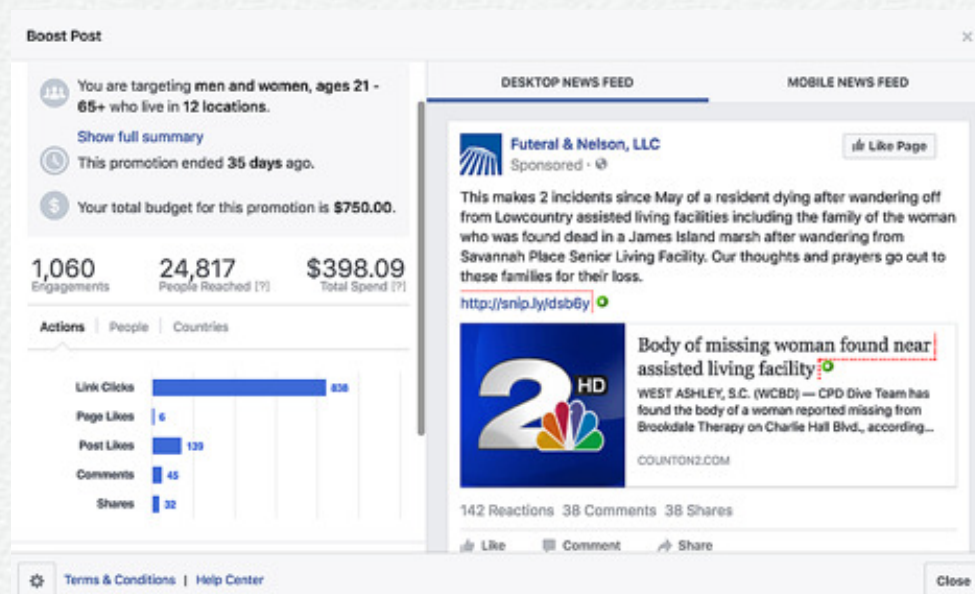 Boost Post
×
You are targeting men and women, ages 21 -
65+ who live in 12 locations.
Show full summary
This promotion ended 35 days ago.
$
Your total budget for this promotion is $750.00.
1,060
Engagements
24,817
People Reached [?]
$398.09
Total Spend [?]
Actions | People | Countries
Link Clicks 838
Page Likes 6
Post Likes 139
Comments 45
Shares 32
DESKTOP NEWS FEED
MOBILE NEWS FEED
Futeral & Nelson, LLC
Sponsored ·
Like Page
This makes 2 incidents since May of a resident dying after wandering off
from Lowcountry assisted living facilities including the family of the woman
who was found dead in a James Island marsh after wandering from
Savannah Place Senior Living Facility. Our thoughts and prayers go out to
these families for their loss.
http://snip.ly/dsb6y
2 HD
Body of missing woman found near
assisted living facility
WEST ASHLEY, S.C. (WCBD) — CPD Dive Team has
found the body of a woman reported missing from
Brookdale Therapy on Charlie Hall Blvd., according...
COUNTON2.COM
142 Reactions 38 Comments 38 Shares
Like Comment Share
Terms & Conditions | Help Center
Close